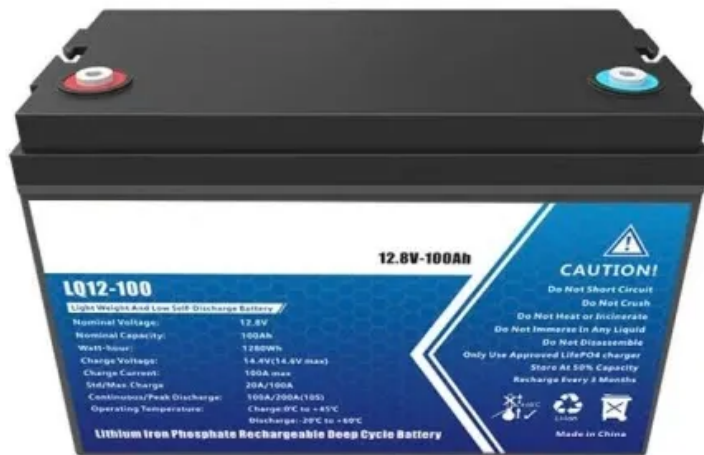 12.8V-100Ah
LQ12-100
Light Weight And Low Self-Discharge Battery
Nominal Voltage: 12.8V
Nominal Capacity: 100Ah
Watt-hour: 1280Wh
Charge Voltage: 14.4V(14.6V max)
Charge Current: 100A max
Std/Max.Charge 20A/100A
Continuous/Peak Discharge: 100A/200A(10S)
Operating Temperature: Charge:0℃ to +45℃
Discharge:-20℃ to +60℃
Lithium Iron Phosphate Rechargeable Deep Cycle Battery
CAUTION!
Do Not Short Circuit
Do Not Crush
Do Not Heat or Incinerate
Do Not Immerse In Any Liquid
Do Not Disassemble
Only Use Approved LifePO4 charger
Store At 50% Capacity
Recharge Every 3 Months
Li-ion
Made in China